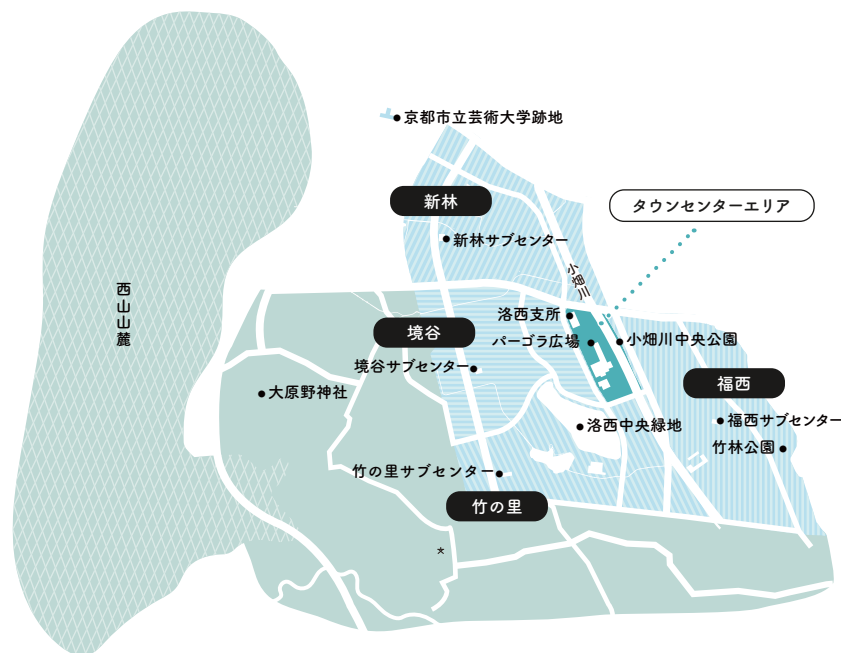 京都市立芸術大学跡地
新林
タウンセンターエリア
新林サブセンター
小畑川
西山山麓
洛西支所
境谷
パーゴラ広場
小畑川中央公園
境谷サブセンター
福西
大原野神社
福西サブセンター
洛西中央緑地
竹林公園
竹の里サブセンター
竹の里
*